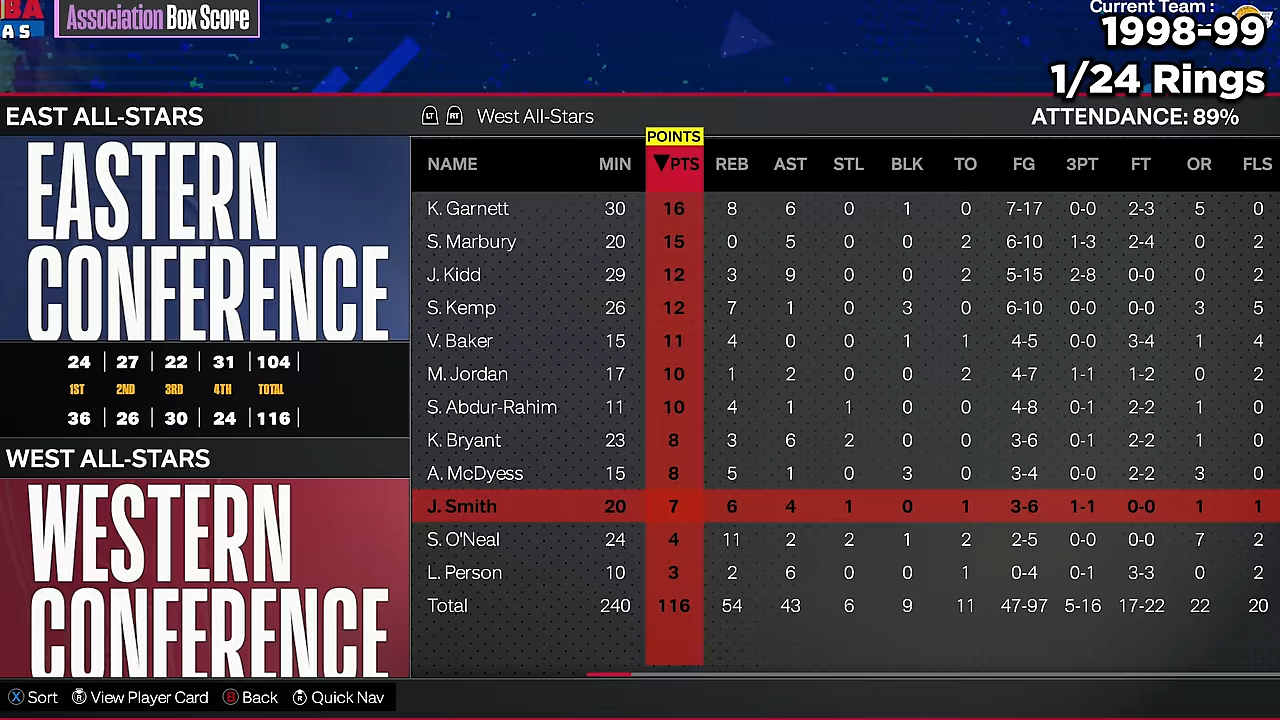 BA
AS
Association Box Score
Current Team :
1998-99
1/24 Rings
EAST ALL-STARS
LT RT West All-Stars
ATTENDANCE: 89%
POINTS
NAME MIN ▼PTS REB AST STL BLK TO FG 3PT FT OR FLS
K. Garnett 30 16 8 6 0 1 0 7-17 0-0 2-3 5 0
S. Marbury 20 15 0 5 0 0 2 6-10 1-3 2-4 0 2
J. Kidd 29 12 3 9 0 0 2 5-15 2-8 0-0 0 2
S. Kemp 26 12 7 1 0 3 0 6-10 0-0 0-0 3 5
V. Baker 15 11 4 0 0 1 1 4-5 0-0 3-4 1 4
M. Jordan 17 10 1 2 0 0 2 4-7 1-1 1-2 0 2
S. Abdur-Rahim 11 10 4 1 1 0 0 4-8 0-1 2-2 1 0
K. Bryant 23 8 3 6 2 0 0 3-6 0-1 2-2 1 0
A. McDyess 15 8 5 1 0 3 0 3-4 0-0 2-2 3 0
J. Smith 20 7 6 4 1 0 1 3-6 1-1 0-0 1 1
S. O'Neal 24 4 11 2 2 1 2 2-5 0-0 0-0 7 2
L. Person 10 3 2 6 0 0 1 0-4 0-1 3-3 0 2
Total 240 116 54 43 6 9 11 47-97 5-16 17-22 22 20
EASTERN
CONFERENCE
24 27 22 31 104
1ST 2ND 3RD 4TH TOTAL
36 26 30 24 116
WEST ALL-STARS
WESTERN
CONFERENCE
X Sort R View Player Card B Back R Quick Nav